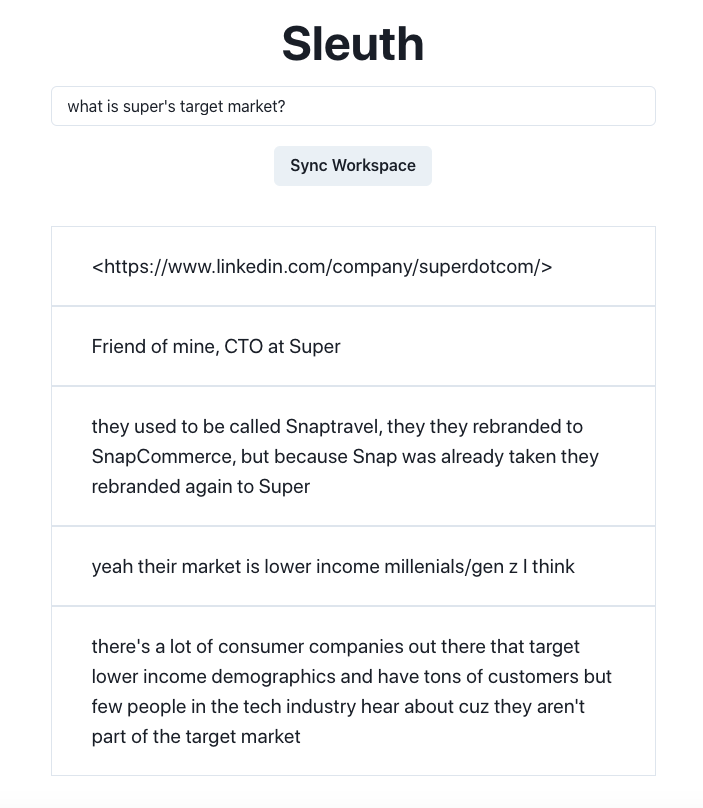 Sleuth
what is super's target market?
Sync Workspace
<https://www.linkedin.com/company/superdotcom/>
Friend of mine, CTO at Super
they used to be called Snaptravel, they they rebranded to
SnapCommerce, but because Snap was already taken they
rebranded again to Super
yeah their market is lower income millenials/gen z I think
there's a lot of consumer companies out there that target
lower income demographics and have tons of customers but
few people in the tech industry hear about cuz they aren't
part of the target market